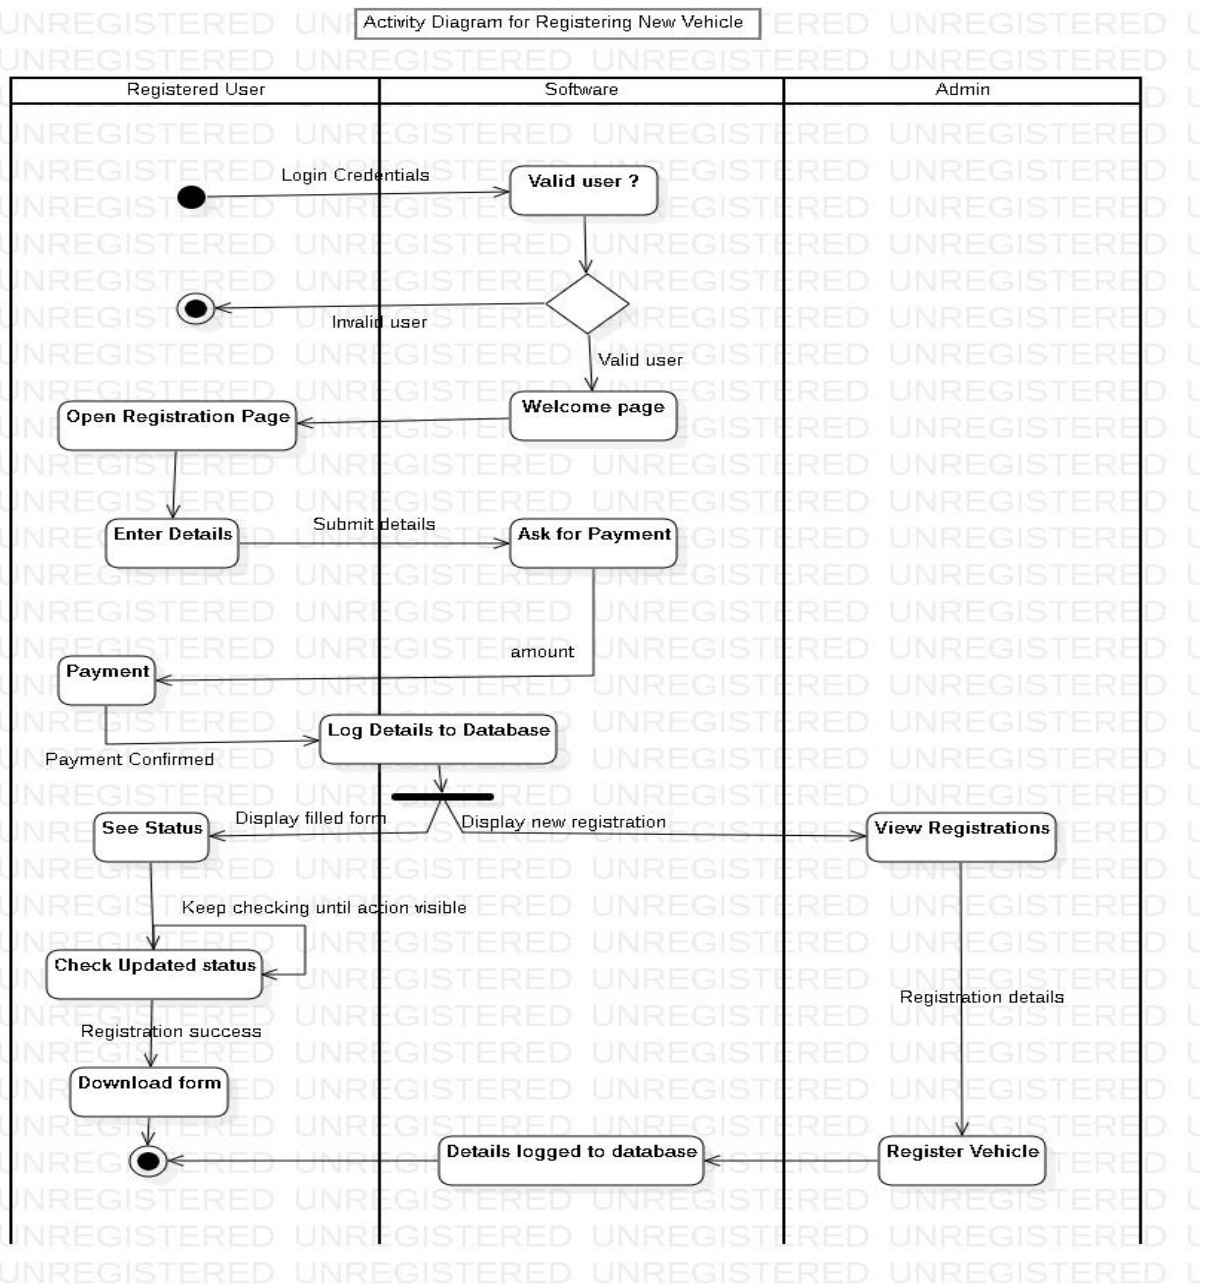 Activity Diagram for Registering New Vehicle
Registered User
Software
Admin
Login Credentials
Valid user ?
Invalid user
Valid user
Open Registration Page
Welcome page
Enter Details
Submit details
Ask for Payment
amount
Payment
Log Details to Database
Payment Confirmed
See Status
Display filled form
Display new registration
View Registrations
Keep checking until action visible
Check Updated status
Registration details
Registration success
Download form
Details logged to database
Register Vehicle
UNREGISTERED